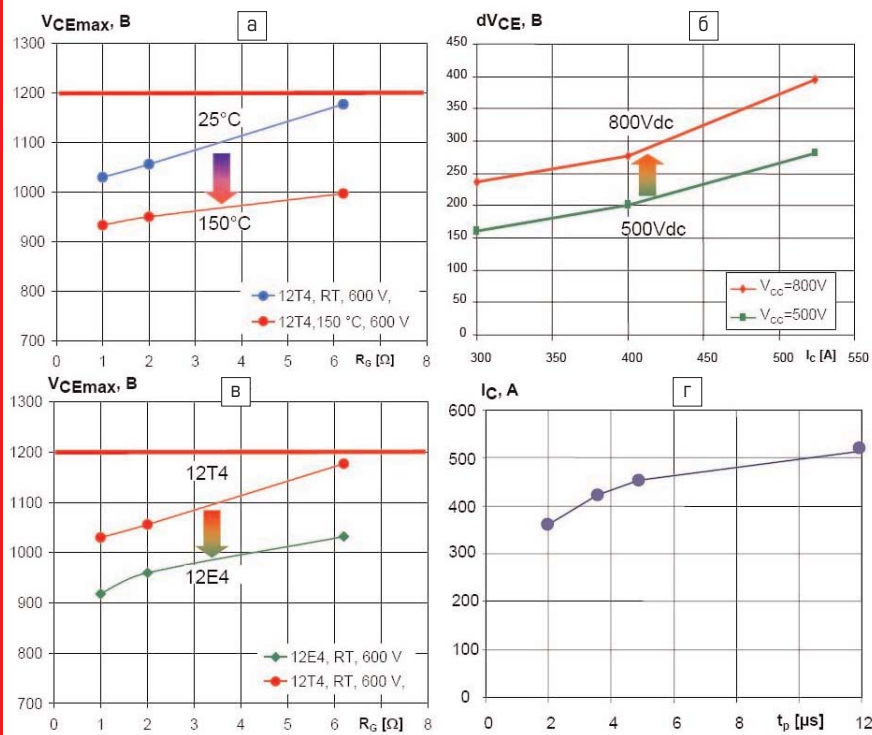 VCEmax, В
а
1300
1200
1100
1000
900
800
700
25°C
150°C
12T4, RT, 600 V,
12T4,150 °C, 600 V
0 1 2 3 4 5 6 7 8
RG [Ω]
dVCE, В
б
450
400
350
300
250
200
150
100
50
0
800Vdc
500Vdc
Vcc=800V
Vcc=500V
300 350 400 450 500 550
IC [A]
VCEmax, В
в
1300
1200
1100
1000
900
800
700
12T4
12E4
12E4, RT, 600 V
12T4, RT, 600 V,
0 1 2 3 4 5 6 7 8
RG [Ω]
IC, А
г
600
500
400
300
200
100
0
0 2 4 6 8 12
tp [µs]